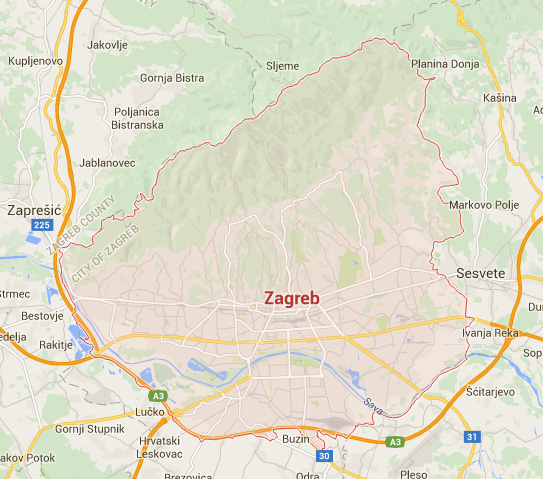 Jakovlje
Kupljenovo
Sljeme
Planina Donja
Gornja Bistra
Kašina
Poljanica
Bistranska
Jablanovec
Zaprešić
225
ZAGREB COUNTY
CITY OF ZAGREB
Markovo Polje
Sesvete
Strmec
Zagreb
Bestovje
Rakitje
Ivanja Reka
A3
Lučko
Sava
Šćitarjevo
Gornji Stupnik
Hrvatski
Leskovac
Buzin
A3
31
30
Brezovica
Odra
Pleso